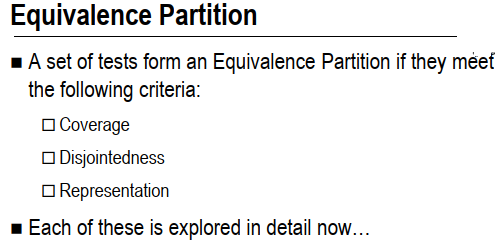 Equivalence Partition
A set of tests form an Equivalence Partition if they meet
the following criteria:
Coverage
Disjointedness
Representation
Each of these is explored in detail now…